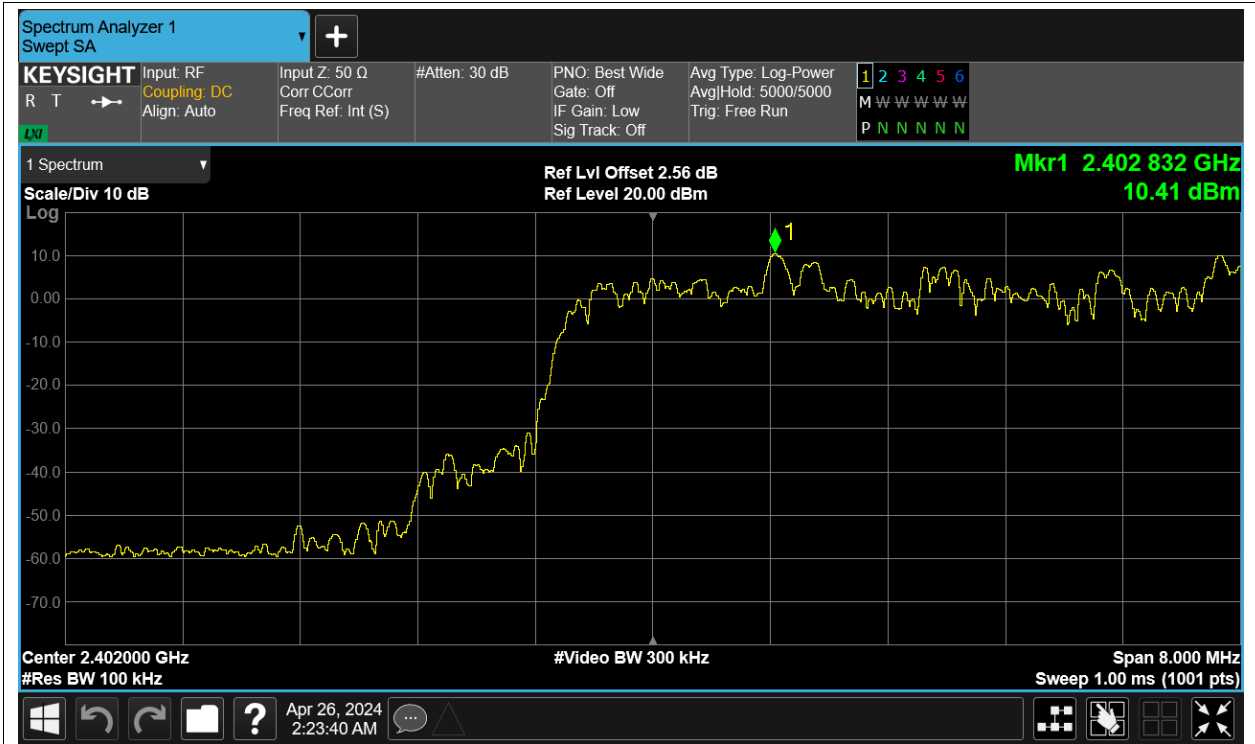 Spectrum Analyzer 1
Swept SA
KEYSIGHT
R T
LXI
Input: RF
Coupling: DC
Align: Auto
Input Z: 50 Ω
Corr CCorr
Freq Ref: Int (S)
#Atten: 30 dB
PNO: Best Wide
Gate: Off
IF Gain: Low
Sig Track: Off
Avg Type: Log-Power
Avg|Hold: 5000/5000
Trig: Free Run
1 2 3 4 5 6
M W W W W W
P N N N N N
1 Spectrum
Scale/Div 10 dB
Log
Ref Lvl Offset 2.56 dB
Ref Level 20.00 dBm
Mkr1 2.402 832 GHz
10.41 dBm
1
10.0
0.00
-10.0
-20.0
-30.0
-40.0
-50.0
-60.0
-70.0
Center 2.402000 GHz
#Video BW 300 kHz
Span 8.000 MHz
#Res BW 100 kHz
Sweep 1.00 ms (1001 pts)
?
Apr 26, 2024
2:23:40 AM